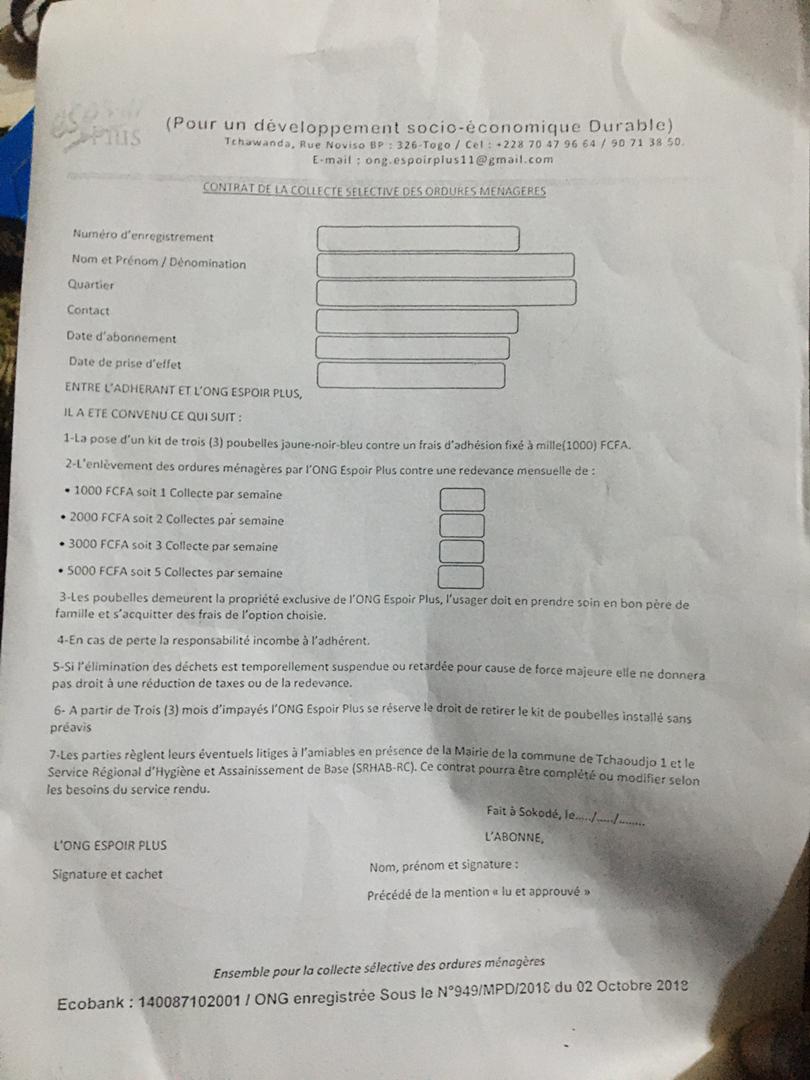 Plus
(Pour un développement socio-économique Durable)
Tchawanda, Rue Noviso BP : 326-Togo / Cel : +228 70 47 96 64 / 90 71 38 50.
E-mail : ong.espoirplus11@gmail.com
CONTRAT DE LA COLLECTE SELECTIVE DES ORDURES MENAGERES
Numéro d'enregistrement
Nom et Prénom / Dénomination
Quartier
Contact
Date d'abonnement
Date de prise d'effet
ENTRE L'ADHERANT ET L'ONG ESPOIR PLUS,
IL A ETE CONVENU CE QUI SUIT :
1-La pose d'un kit de trois (3) poubelles jaune-noir-bleu contre un frais d'adhésion fixé à mille(1000) FCFA.
2-L'enlèvement des ordures ménagères par l'ONG Espoir Plus contre une redevance mensuelle de :
• 1000 FCFA soit 1 Collecte par semaine
• 2000 FCFA soit 2 Collectes par semaine
• 3000 FCFA soit 3 Collecte par semaine
• 5000 FCFA soit 5 Collectes par semaine
3-Les poubelles demeurent la propriété exclusive de l'ONG Espoir Plus, l'usager doit en prendre soin en bon père de
famille et s'acquitter des frais de l'option choisie.
4-En cas de perte la responsabilité incombe à l'adhérent.
5-Si l'élimination des déchets est temporellement suspendue ou retardée pour cause de force majeure elle ne donnera
pas droit à une réduction de taxes ou de la redevance.
6- A partir de Trois (3) mois d'impayés l'ONG Espoir Plus se réserve le droit de retirer le kit de poubelles installé sans
préavis
7-Les parties règlent leurs éventuels litiges à l'amiables en présence de la Mairie de la commune de Tchaoudjo 1 et le
Service Régional d'Hygiène et Assainissement de Base (SRHAB-RC). Ce contrat pourra être complété ou modifier selon
les besoins du service rendu.
Fait à Sokodé, le...../...../........
L'ONG ESPOIR PLUS
L'ABONNE,
Signature et cachet
Nom, prénom et signature :
Précédé de la mention « lu et approuvé »
Ensemble pour la collecte sélective des ordures ménagères
Ecobank : 140087102001 / ONG enregistrée Sous le N°949/MPD/2018 du 02 Octobre 2018